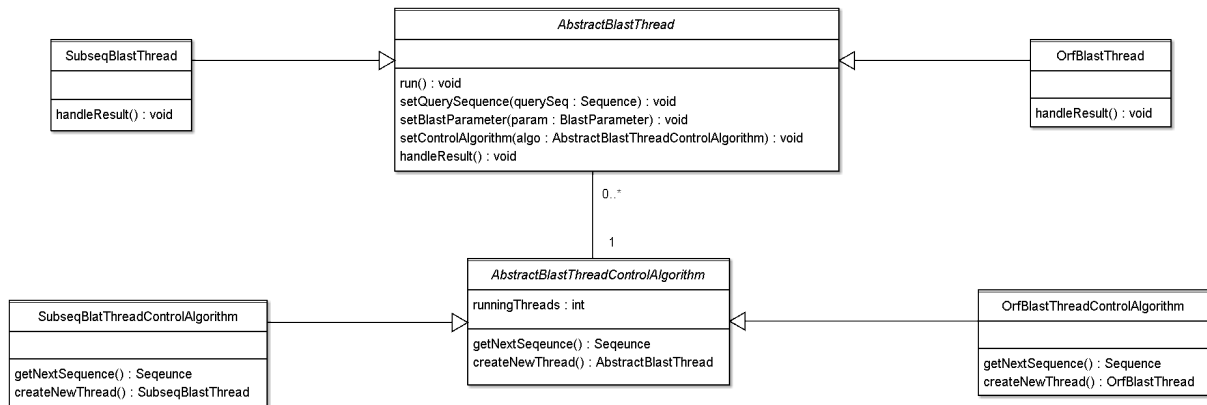 AbstractBlastThread
run() : void
setQuerySequence(querySeq : Sequence) : void
setBlastParameter(param : BlastParameter) : void
setControlAlgorithm(algo : AbstractBlastThreadControlAlgorithm) : void
handleResult() : void
SubseqBlastThread
handleResult() : void
OrfBlastThread
handleResult() : void
0..*
1
AbstractBlastThreadControlAlgorithm
runningThreads : int
getNextSeqeunce() : Seqeunce
createNewThread() : AbstractBlastThread
SubseqBlatThreadControlAlgorithm
getNextSequence() : Seqeunce
createNewThread() : SubseqBlastThread
OrfBlastThreadControlAlgorithm
getNextSequence() : Sequence
createNewThread() : OrfBlastThread